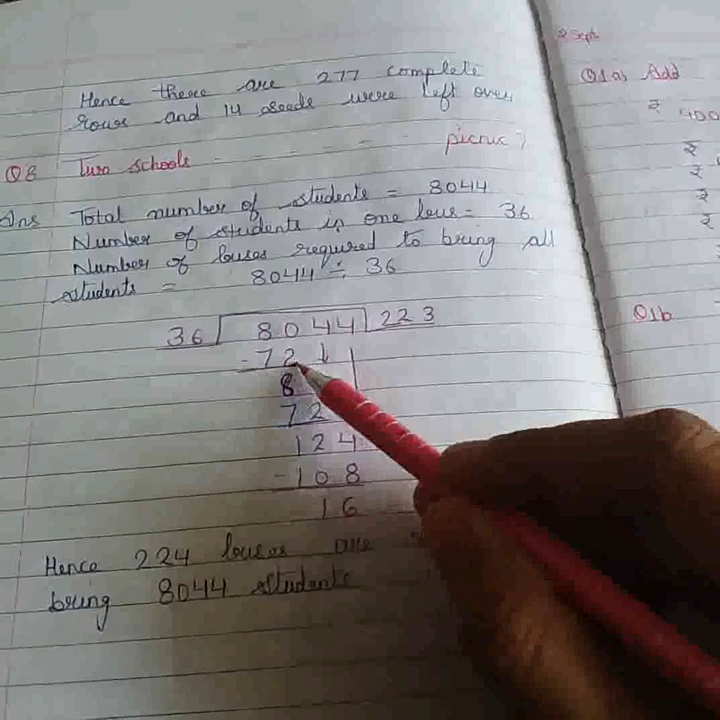 Hence there are 277 complete
rows and 14 seeds were left over.
Q8 Two schools - - - - - picnic?
Ans Total number of students = 8044
Number of students in one bus = 36
Number of buses required to bring all
students = 8044 ÷ 36
36 8044 223
- 72 ↓
8
72
124
- 108
16
Hence 224 buses are
bring 8044 students
9 Sept
Q1a) Add
₹ 400
₹
₹
₹
₹
Q1b